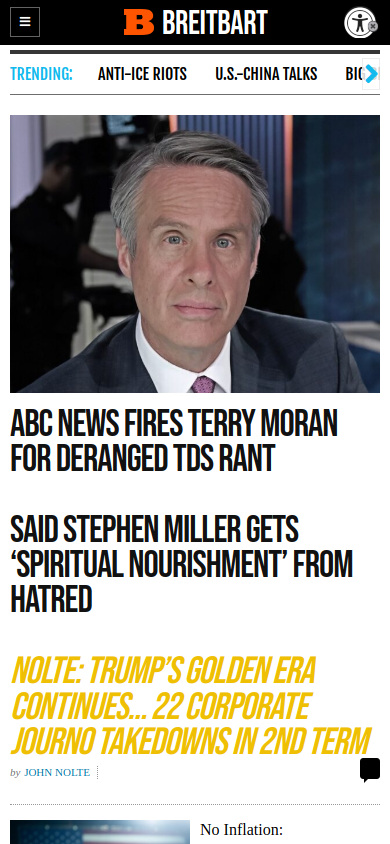 BREITBART
TRENDING: ANTI-ICE RIOTS U.S.-CHINA TALKS
ABC NEWS FIRES TERRY MORAN
FOR DERANGED TDS RANT
SAID STEPHEN MILLER GETS
‘SPIRITUAL NOURISHMENT’ FROM
HATRED
NOLTE: TRUMP’S GOLDEN ERA
CONTINUES… 22 CORPORATE
JOURNO TAKEDOWNS IN 2ND TERM
by JOHN NOLTE
No Inflation: